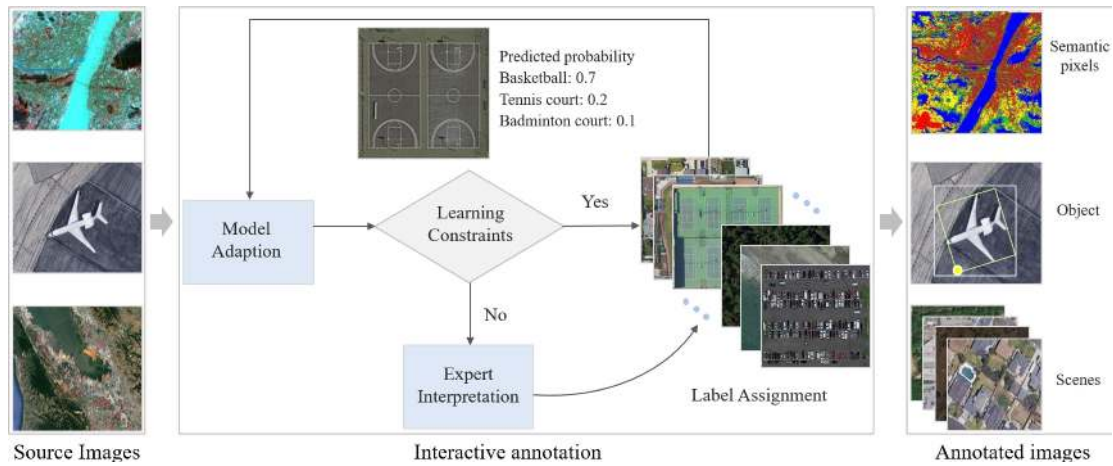 Predicted probability
Basketball: 0.7
Tennis court: 0.2
Badminton court: 0.1
Semantic
pixels
Model
Adaption
Learning
Constraints
Yes
Object
No
Expert
Interpretation
Label Assignment
Scenes
Source Images
Interactive annotation
Annotated images